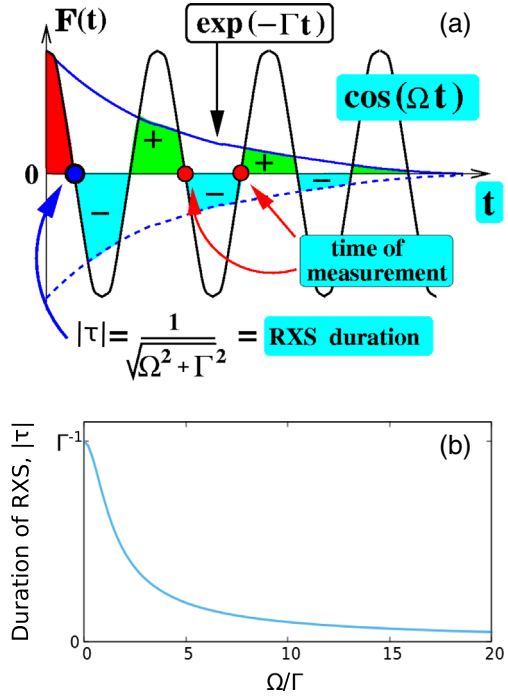 F(t)
exp(−Γt)
(a)
cos(Ωt)
+
+
0
−
−
−
t
time of
measurement
|τ|= 1/√Ω² + Γ² = RXS duration
(b)
Duration of RXS, |τ|
Γ⁻¹
0
0 5 10 15 20
Ω/Γ